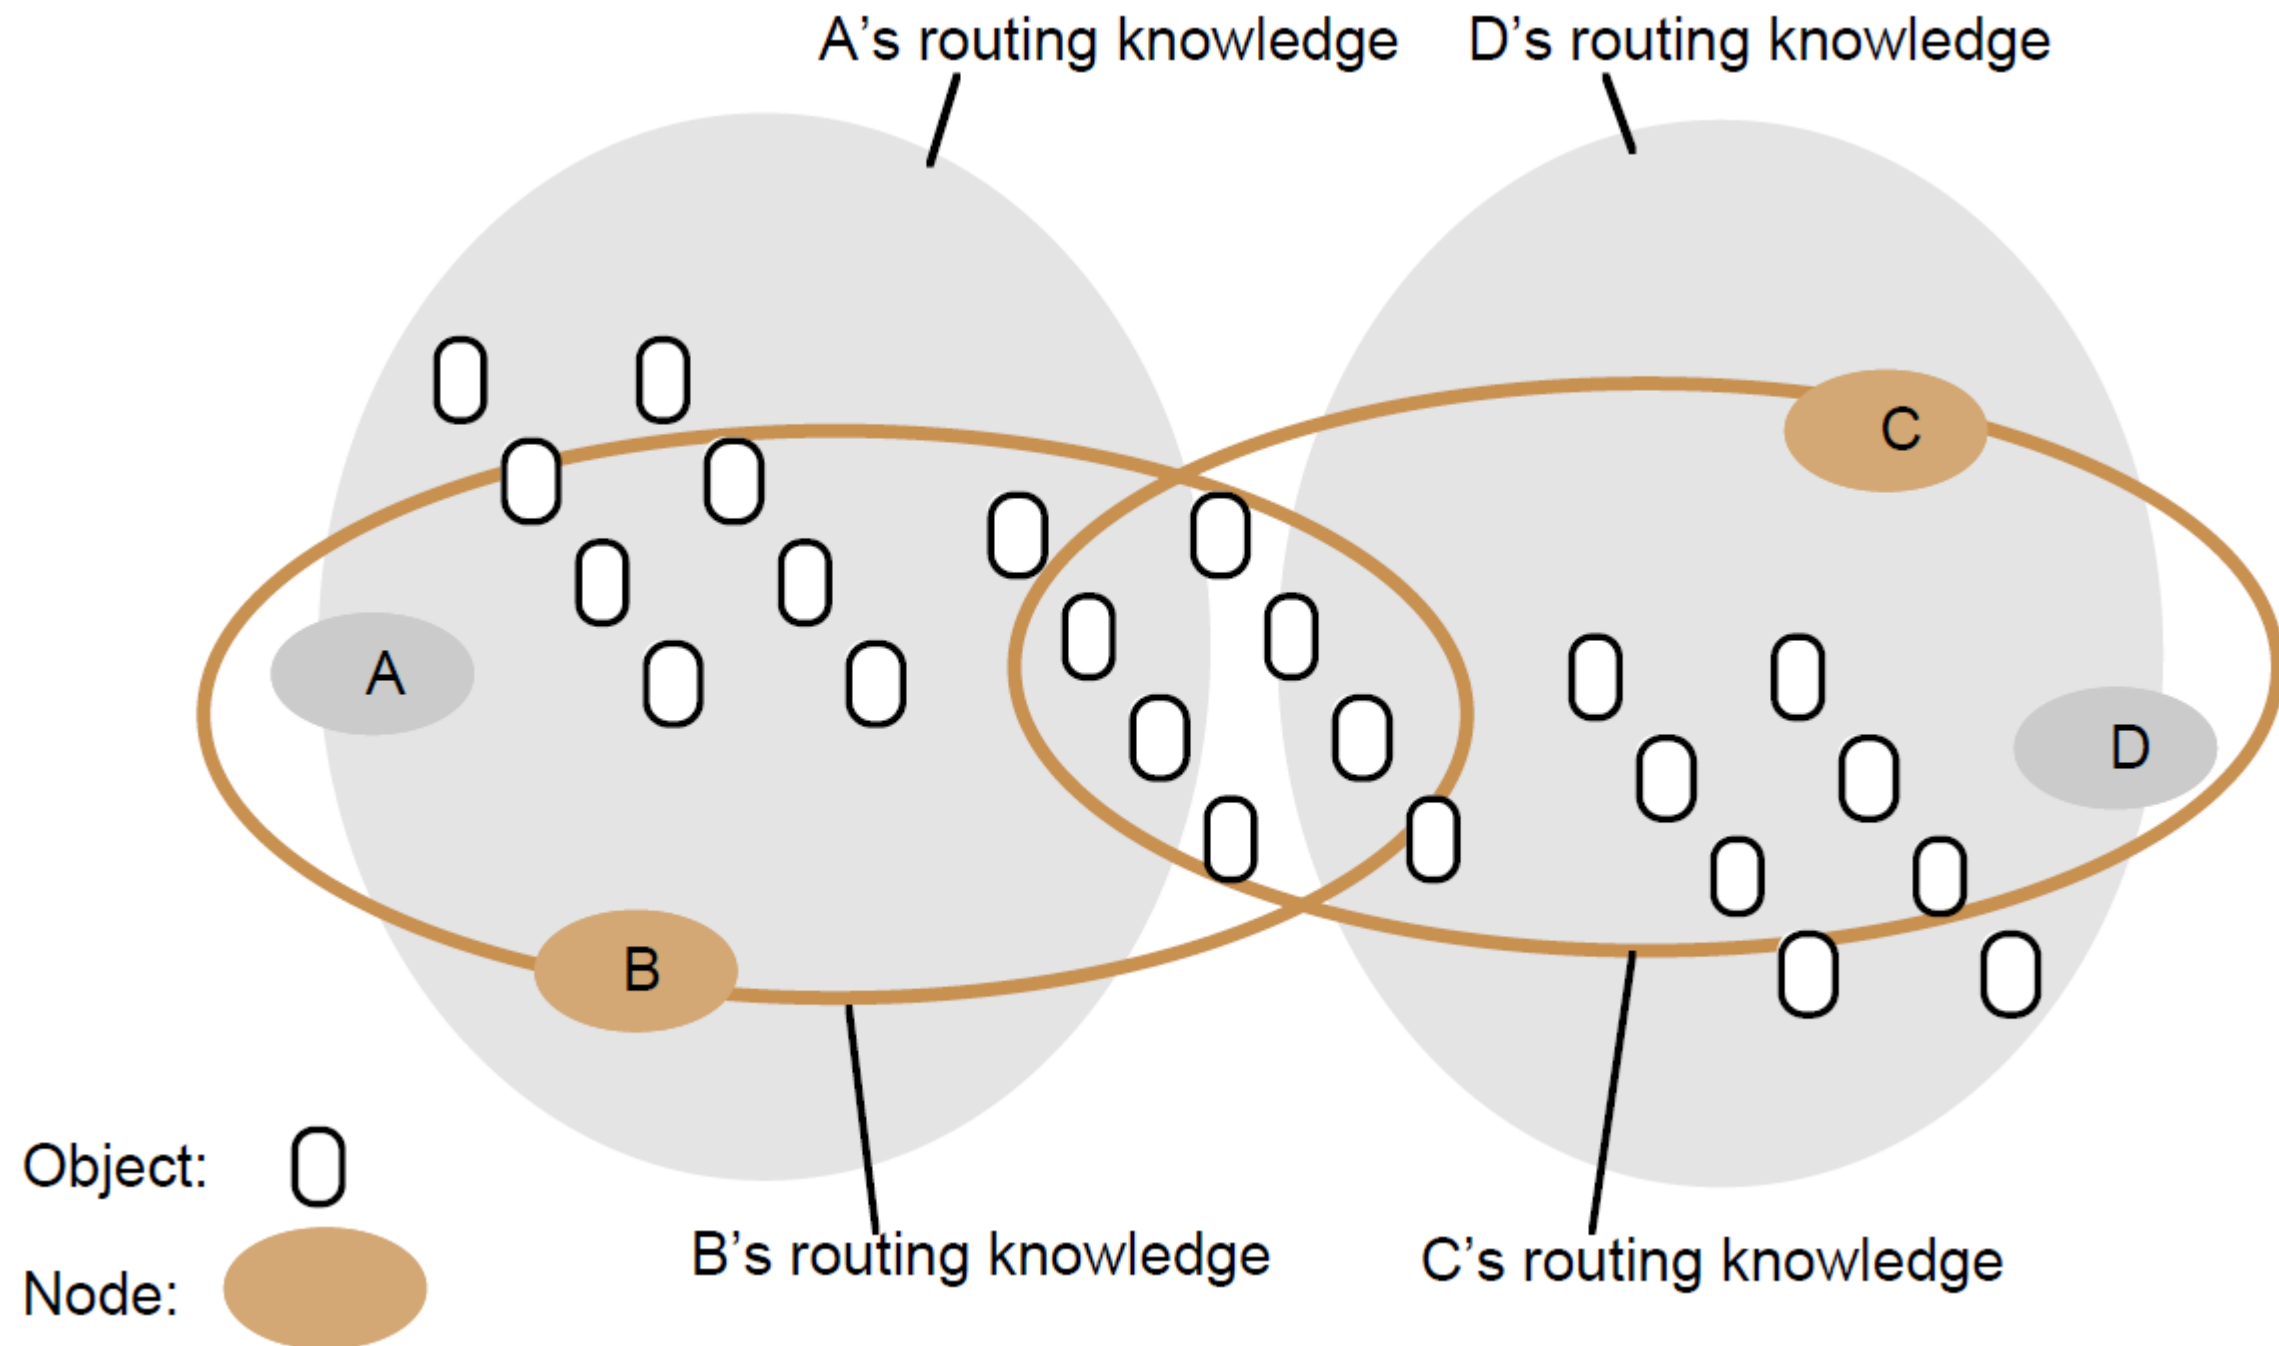 A’s routing knowledge
D’s routing knowledge
C
A
D
B
Object:
B’s routing knowledge
C’s routing knowledge
Node: